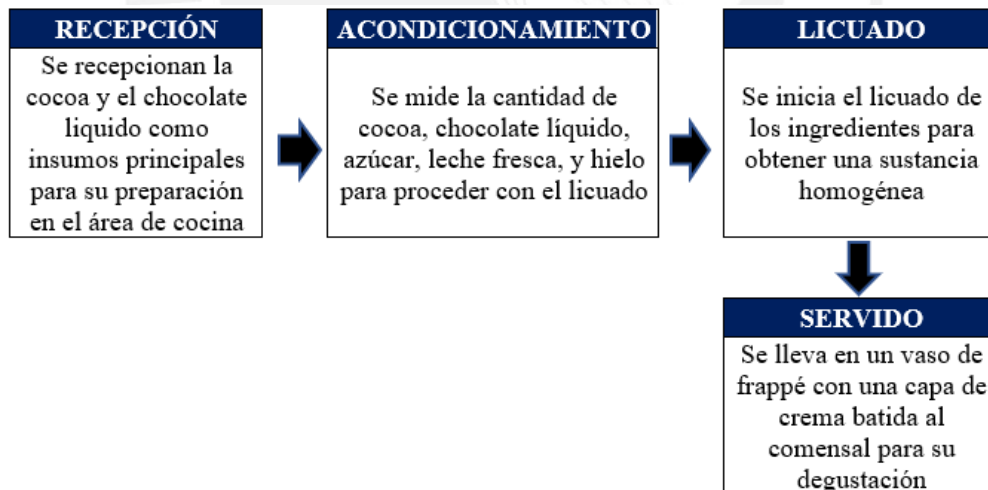 RECEPCIÓN
Se recepcionan la
cocoa y el chocolate
liquido como
insumos principales
para su preparación
en el área de cocina
ACONDICIONAMIENTO
Se mide la cantidad de
cocoa, chocolate líquido,
azúcar, leche fresca, y hielo
para proceder con el licuado
LICUADO
Se inicia el licuado de
los ingredientes para
obtener una sustancia
homogénea
SERVIDO
Se lleva en un vaso de
frappé con una capa de
crema batida al
comensal para su
degustación